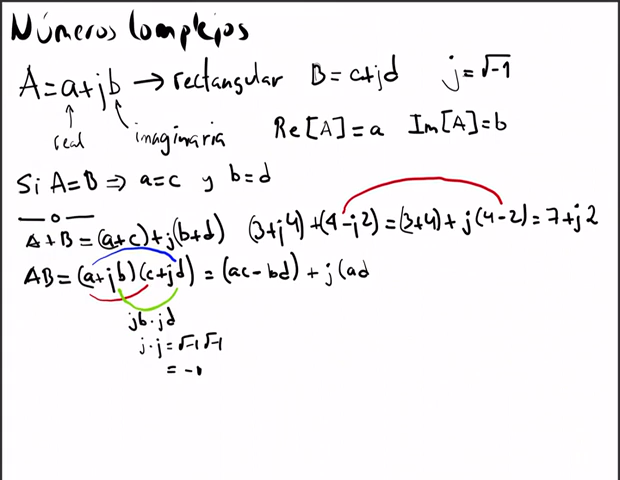 Números Complejos
A = a+jb → rectangular B = c+jd j = √-1
real imaginaria Re[A] = a Im[A] = b
Si A=B ⇒ a=c y b=d
A+B = (a+c) + j(b+d) (3+j4)+(4-j2) = (3+4) + j(4-2) = 7+j2
AB = (a+jb)(c+jd) = (ac-bd) + j(ad
jb·jd
j·j = √-1 √-1
= -1